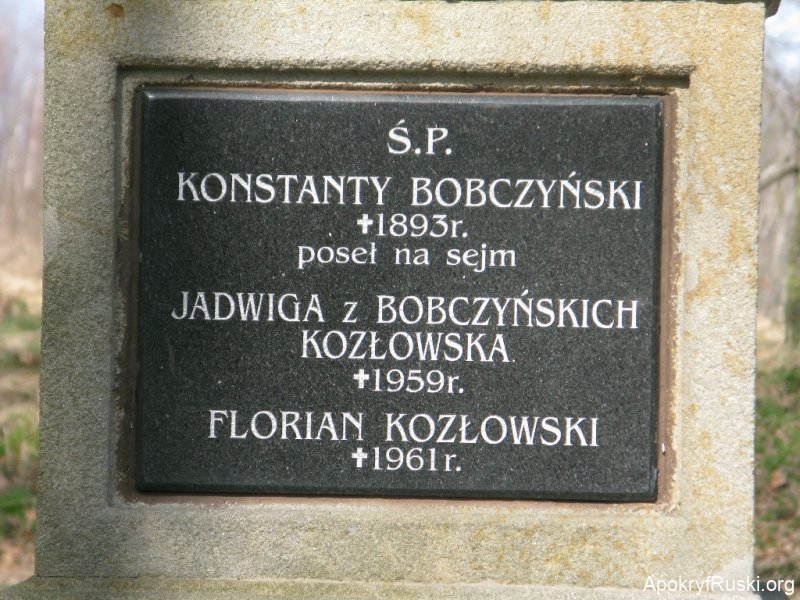 Ś.P.
KONSTANTY BOBCZYŃSKI
✝1893r.
poseł na sejm
JADWIGA z BOBCZYŃSKICH
KOZŁOWSKA
✝1959r.
FLORIAN KOZŁOWSKI
✝1961r.
ApokryfRuski.org